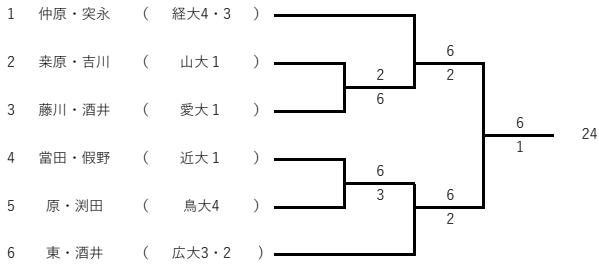 1 仲原・突永 （ 経大4・3 ）
6
2 桒原・吉川 （ 山大1 ） 2 2
3 藤川・酒井 （ 愛大1 ） 6
6 24
4 當田・假野 （ 近大1 ） 1
6
5 原・渕田 （ 鳥大4 ） 3 6
2
6 東・酒井 （ 広大3・2 ）